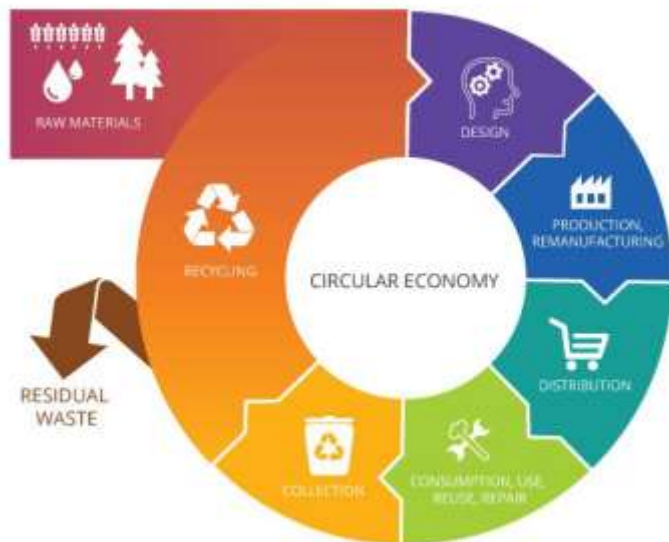 RAW MATERIALS
DESIGN
PRODUCTION,
REMANUFACTURING
RECYCLING
CIRCULAR ECONOMY
DISTRIBUTION
RESIDUAL
WASTE
COLLECTION
CONSUMPTION, USE,
REUSE, REPAIR